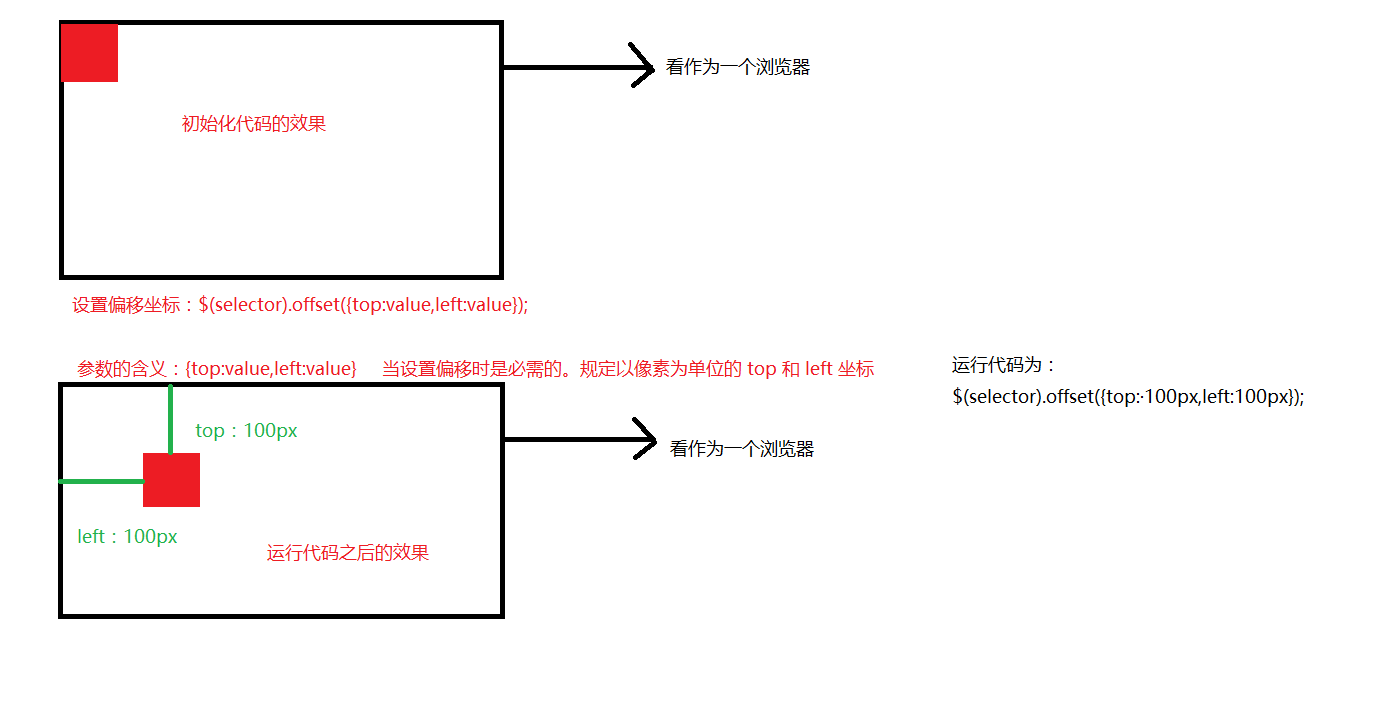 看作为一个浏览器
初始化代码的效果
设置偏移坐标：$(selector).offset({top:value,left:value});
参数的含义：{top:value,left:value} 当设置偏移时是必需的。规定以像素为单位的 top 和 left 坐标
运行代码为：
$(selector).offset({top:·100px,left:100px});
top：100px
看作为一个浏览器
left：100px
运行代码之后的效果